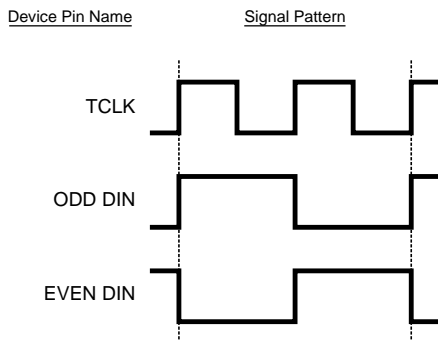 Device Pin Name
Signal Pattern
TCLK
ODD DIN
EVEN DIN